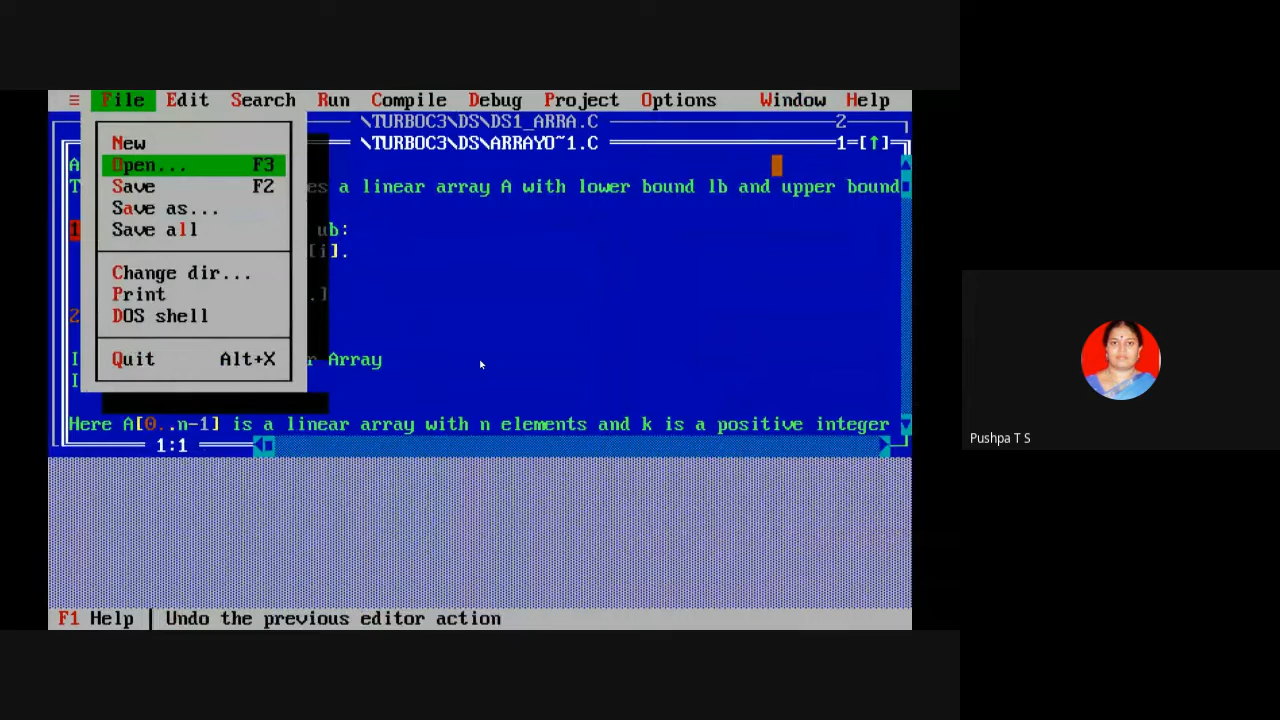 ≡ File Edit Search Run Compile Debug Project Options Window Help
\TURBOC3\DS\DS1_ARRA.C 2
\TURBOC3\DS\ARRAYO~1.C 1=[↑]
New
Open... F3
Save F2
Save as...
Save all
Change dir...
Print
DOS shell
Quit Alt+X
A
T es a linear array A with lower bound lb and upper bound
1 ub:
[i].
.]
2
I r Array
I
Here A[0..n-1] is a linear array with n elements and k is a positive integer
1:1
F1 Help | Undo the previous editor action
Pushpa T S